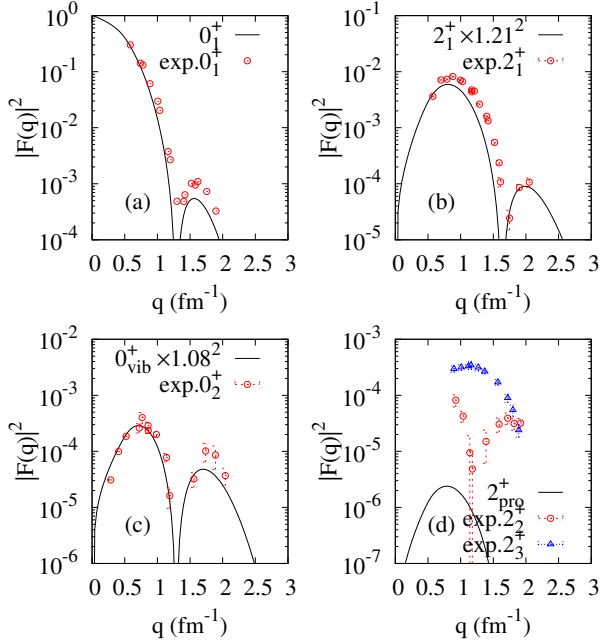 10^0
10^-1
10^-2
10^-3
10^-4
|F(q)|^2
0_1^+
exp.0_1^+
(a)
0 0.5 1 1.5 2 2.5 3
q (fm^-1)
10^-1
10^-2
10^-3
10^-4
10^-5
|F(q)|^2
2_1^+×1.21^2
exp.2_1^+
(b)
0 0.5 1 1.5 2 2.5 3
q (fm^-1)
10^-2
10^-3
10^-4
10^-5
10^-6
|F(q)|^2
0_vib^+×1.08^2
exp.0_2^+
(c)
0 0.5 1 1.5 2 2.5 3
q (fm^-1)
10^-3
10^-4
10^-5
10^-6
10^-7
|F(q)|^2
2_pro^+
exp.2_2^+
exp.2_3^+
(d)
0 0.5 1 1.5 2 2.5 3
q (fm^-1)